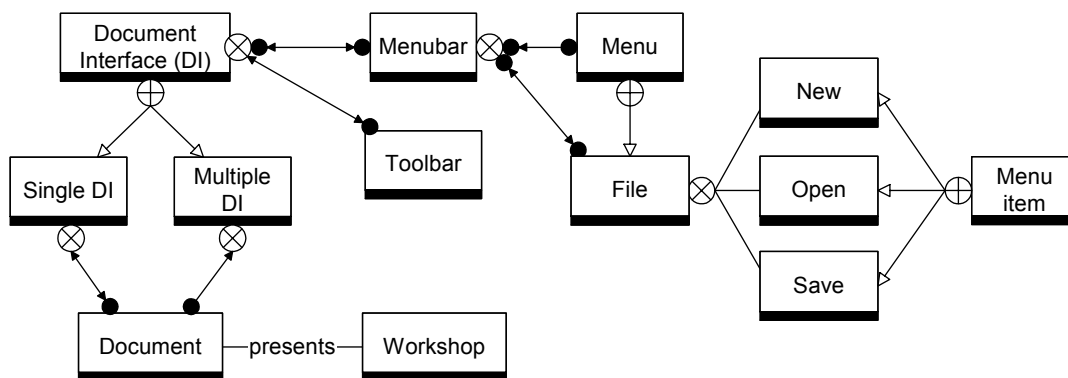 Document
Interface (DI)
Menubar
Menu
New
Toolbar
Single DI
Multiple
DI
File
Open
Menu
item
Save
Document
presents
Workshop